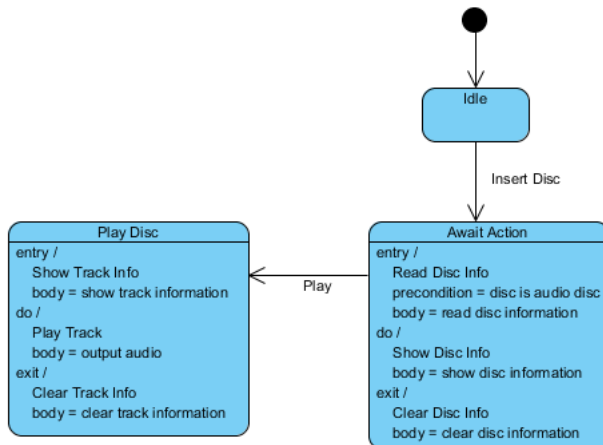 Idle
Insert Disc
Play Disc
entry /
Show Track Info
body = show track information
do /
Play Track
body = output audio
exit /
Clear Track Info
body = clear track information
Play
Await Action
entry /
Read Disc Info
precondition = disc is audio disc
body = read disc information
do /
Show Disc Info
body = show disc information
exit /
Clear Disc Info
body = clear disc information